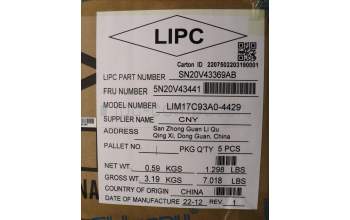 LIPC
Carton ID 2207502203190001
LIPC PART NUMBER SN20V43369AB
FRU NUMBER 5N20V43441
MODEL NUMBER LIM17C93A0-4429
SUPPLIER NAME CNY
ADDRESS San Zhong Guan Li Qu
Qing Xi, Dong Guan, China
PALLET NO. PKG Q'TY 5 PCS
NET WT. 0.59 KGS 1.298 LBS
GROSS WT. 3.19 KGS 7.018 LBS
COUNTRY OF ORIGIN CHINA
DATE OF MANUFACTURE 22-12 REV. 1